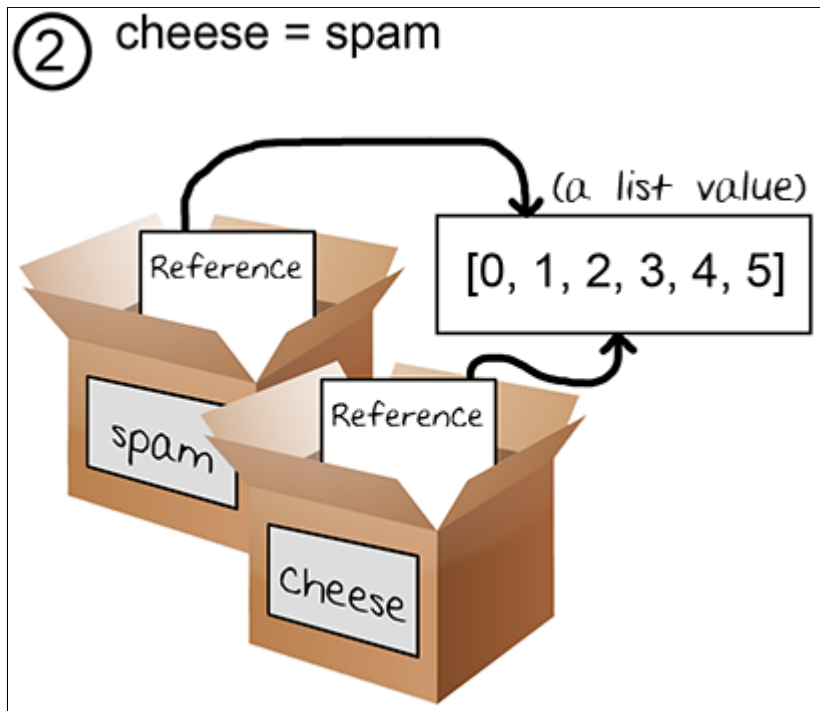 2 cheese = spam
(a list value)
Reference
[0, 1, 2, 3, 4, 5]
Reference
spam
cheese